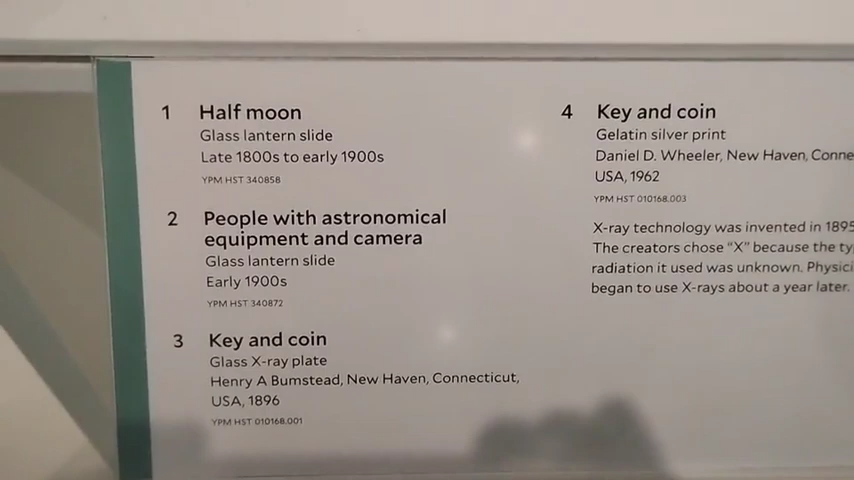 1 Half moon
Glass lantern slide
Late 1800s to early 1900s
YPM HST 340858
2 People with astronomical
equipment and camera
Glass lantern slide
Early 1900s
YPM HST 340872
3 Key and coin
Glass X-ray plate
Henry A Bumstead, New Haven, Connecticut,
USA, 1896
YPM HST 010168.001
4 Key and coin
Gelatin silver print
Daniel D. Wheeler, New Haven,
USA, 1962
YPM HST 010168.003
X-ray technology was invented in 1895
The creators chose “X” because the
radiation it used was unknown.
began to use X-rays about a year later.